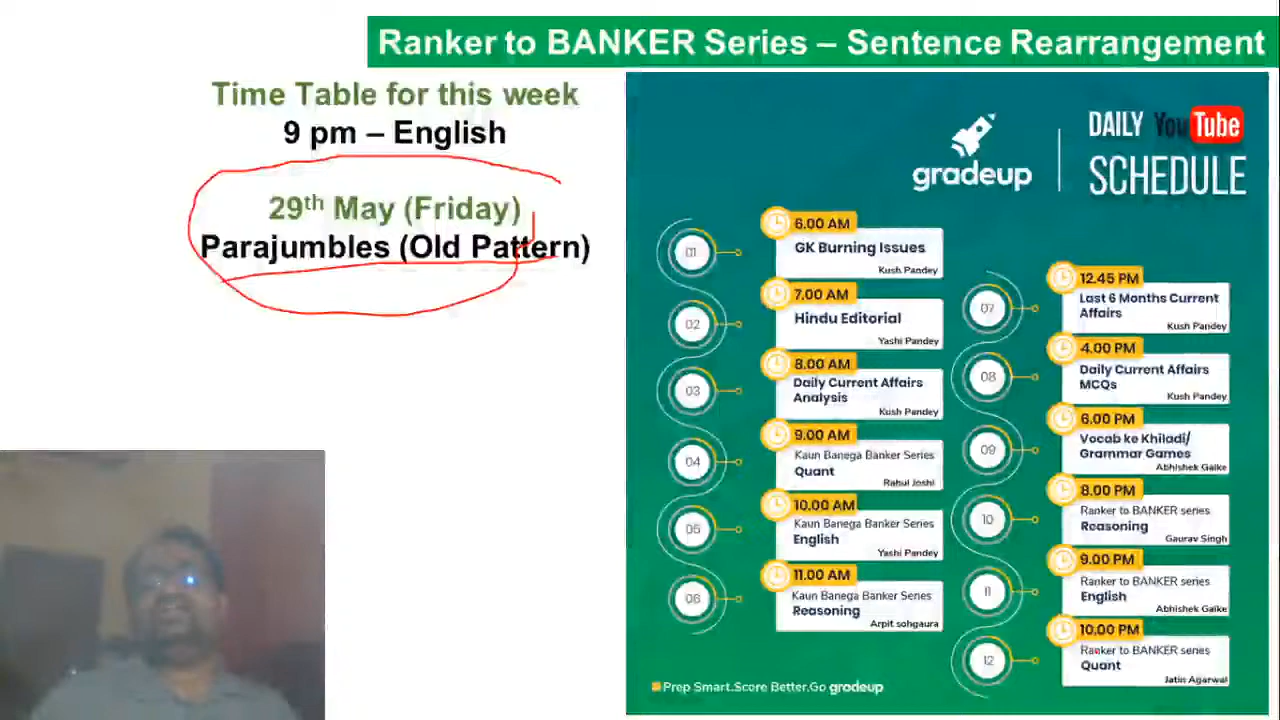 Ranker to BANKER Series – Sentence Rearrangement
Time Table for this week
9 pm – English
29th May (Friday)
Parajumbles (Old Pattern)
gradeup
DAILY YouTube
SCHEDULE
01
6.00 AM
GK Burning Issues
Kush Pandey
02
7.00 AM
Hindu Editorial
Yashi Pandey
03
8.00 AM
Daily Current Affairs
Analysis
Kush Pandey
04
9.00 AM
Kaun Banega Banker Series
Quant
Rahul Joshi
05
10.00 AM
Kaun Banega Banker Series
English
Yashi Pandey
06
11.00 AM
Kaun Banega Banker Series
Reasoning
Arpit sohgaura
07
12.45 PM
Last 6 Months Current
Affairs
Kush Pandey
08
4.00 PM
Daily Current Affairs
MCQs
Kush Pandey
09
6.00 PM
Vocab ke Khiladi/
Grammar Games
Abhishek Galke
10
8.00 PM
Ranker to BANKER series
Reasoning
Gaurav Singh
11
9.00 PM
Ranker to BANKER series
English
Abhishek Galke
12
10.00 PM
Ranker to BANKER series
Quant
Jatin Agarwal
Prep Smart.Score Better.Go gradeup